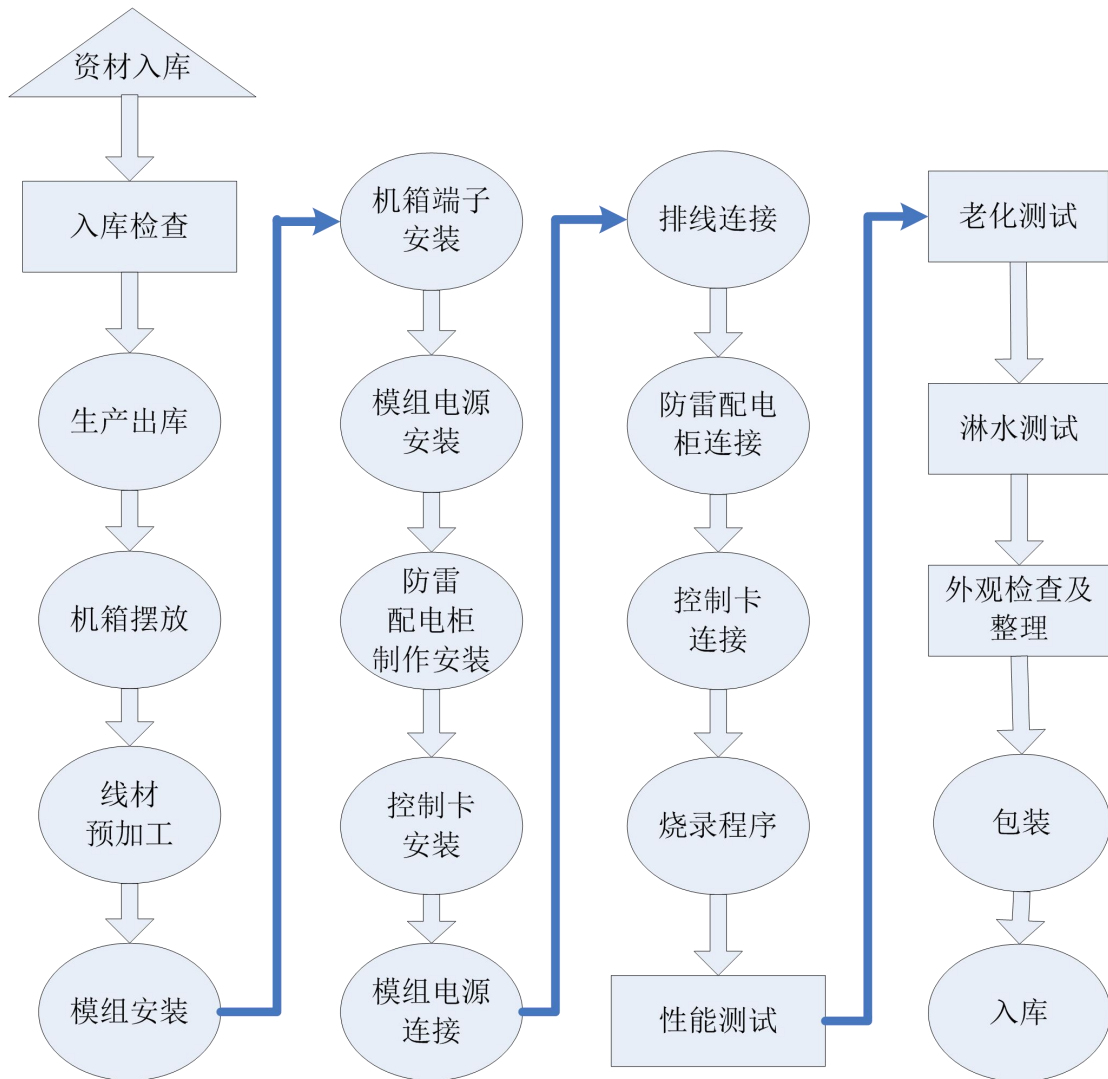 资材入库
入库检查
生产出库
机箱摆放
线材
预加工
模组安装
机箱端子
安装
模组电源
安装
防雷
配电柜
制作安装
控制卡
安装
模组电源
连接
排线连接
防雷配电
柜连接
控制卡
连接
烧录程序
性能测试
老化测试
淋水测试
外观检查及
整理
包装
入库